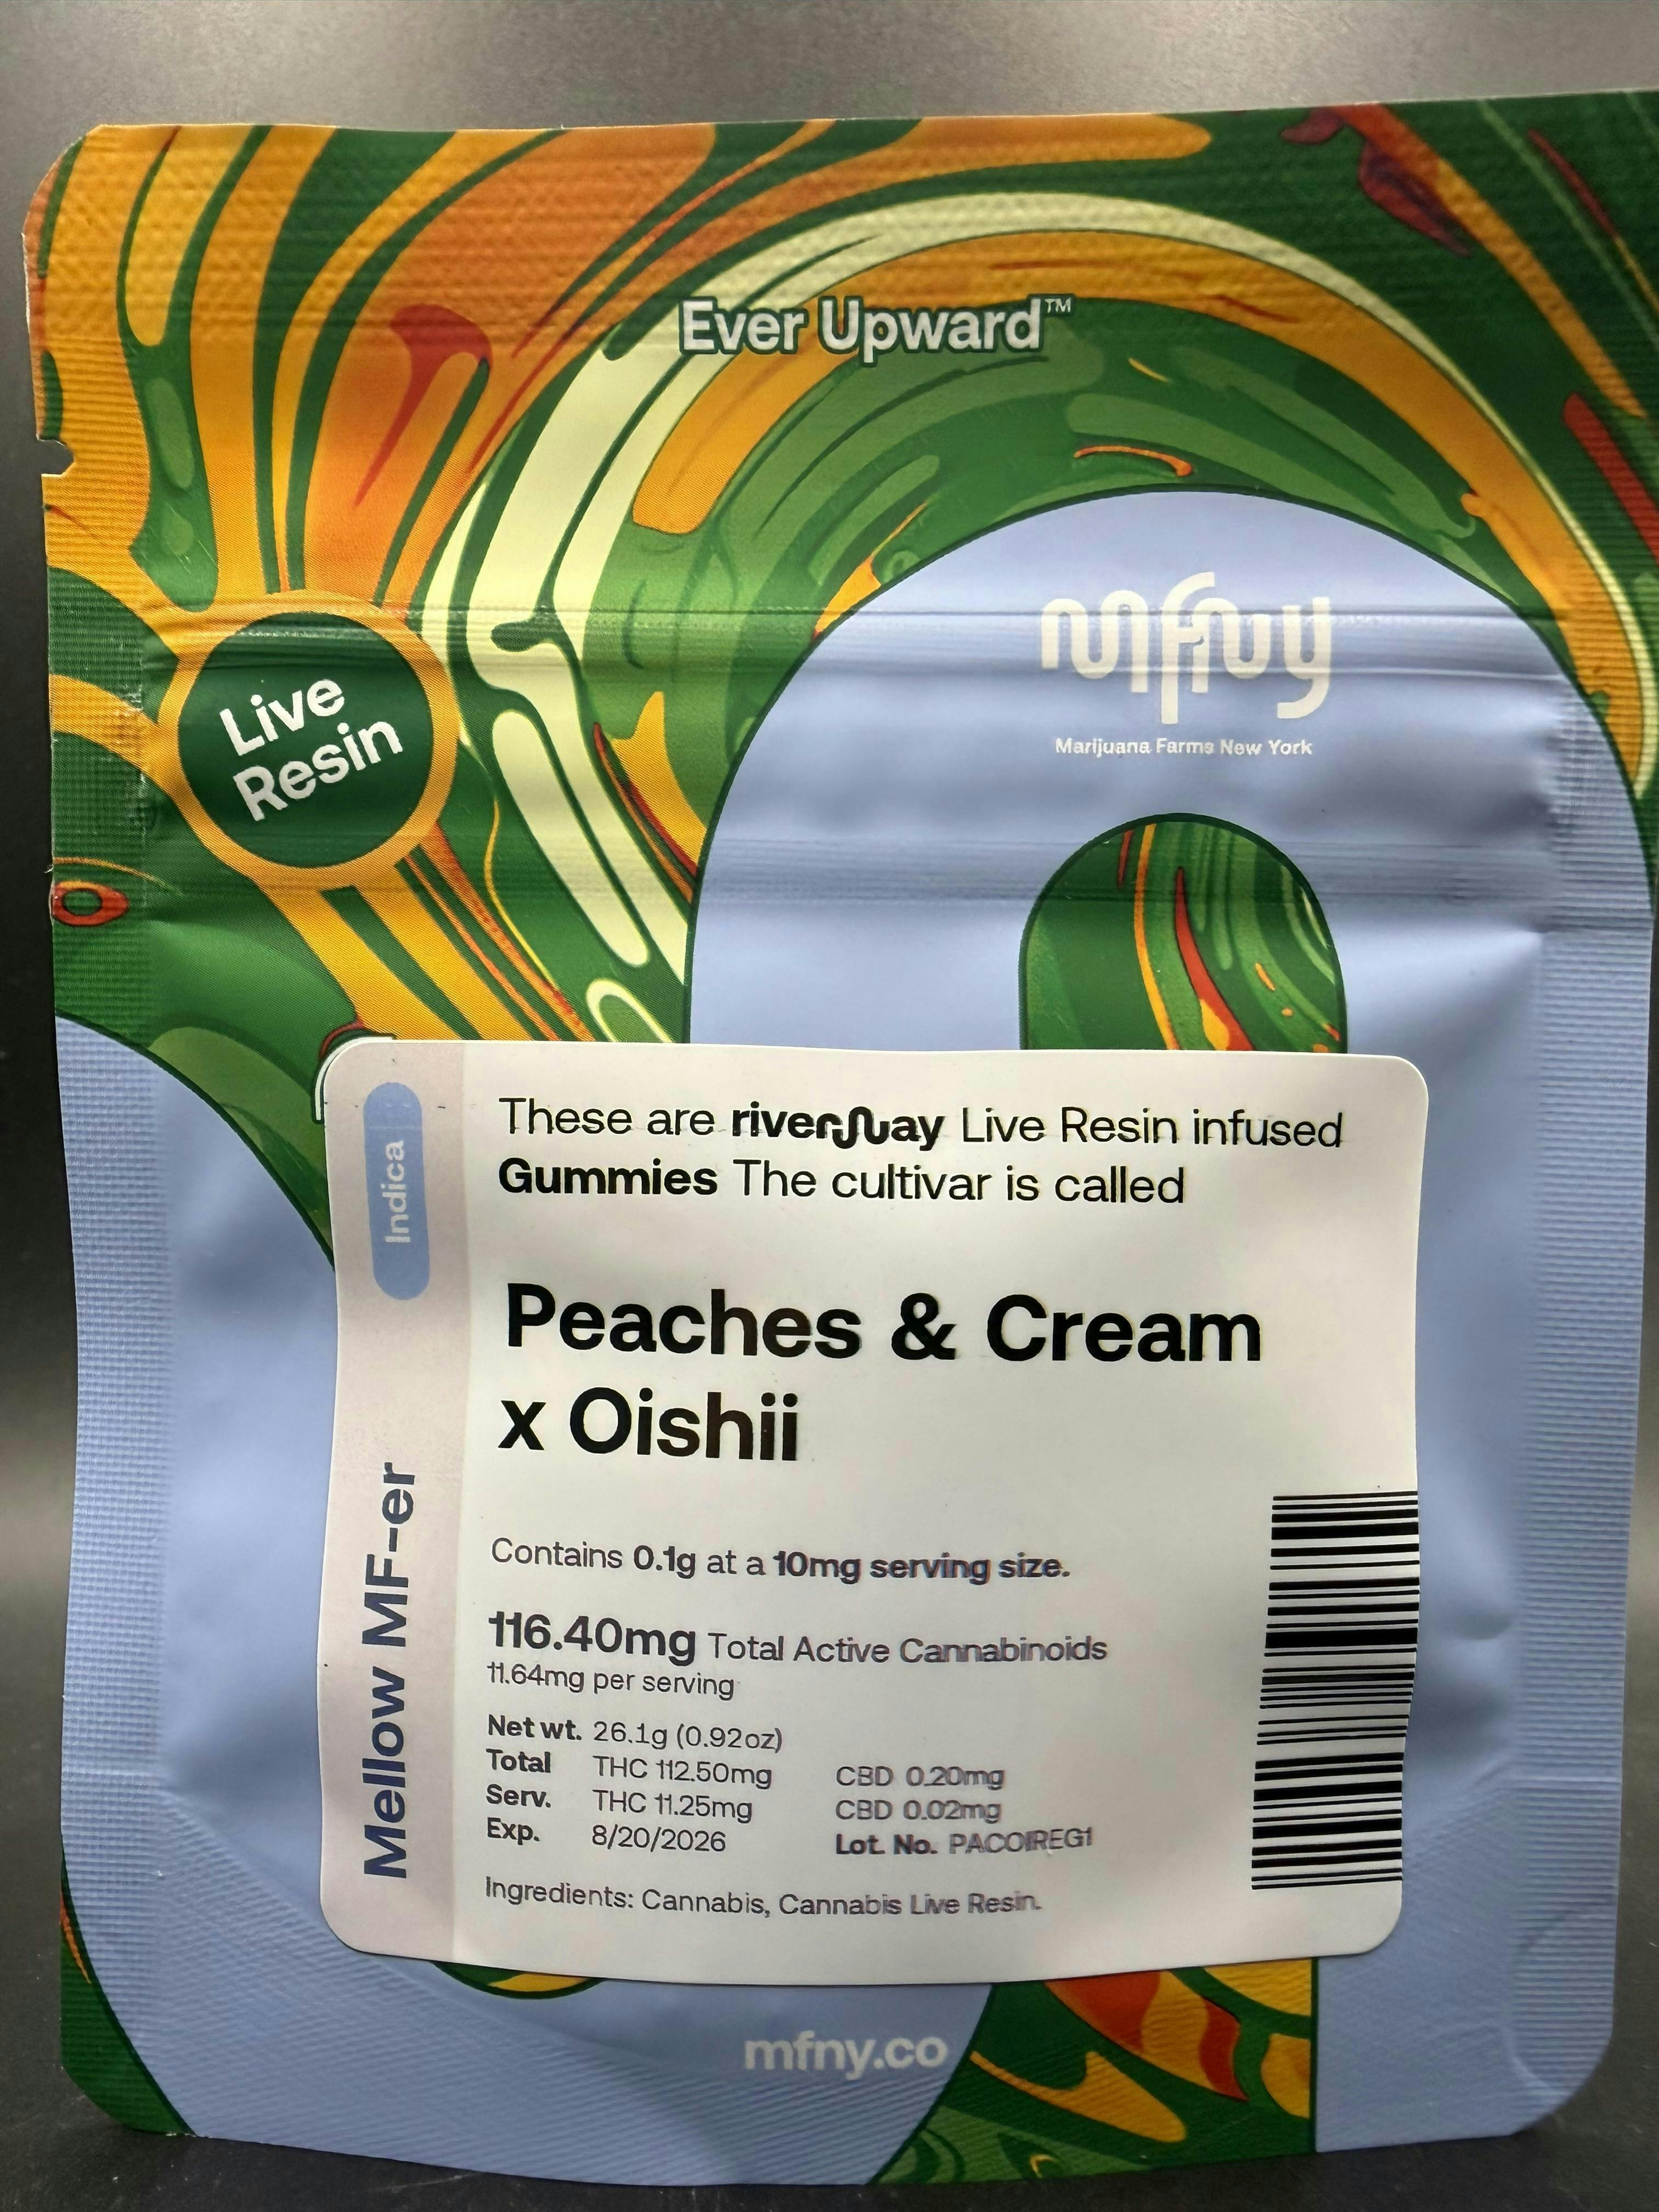 Ever Upward™
Live
Resin
mfny
Marijuana Farms New York
Indica
Mellow MF-er
These are riverMay Live Resin infused
Gummies The cultivar is called
Peaches & Cream
x Oishii
Contains 0.1g at a 10mg serving size.
116.40mg Total Active Cannabinoids
11.64mg per serving
Net wt. 26.1g (0.92oz)
Total THC 112.50mg CBD 0.20mg
Serv. THC 11.25mg CBD 0.02mg
Exp. 8/20/2026 Lot. No. PACOIREG1
Ingredients: Cannabis, Cannabis Live Resin.
mfny.co